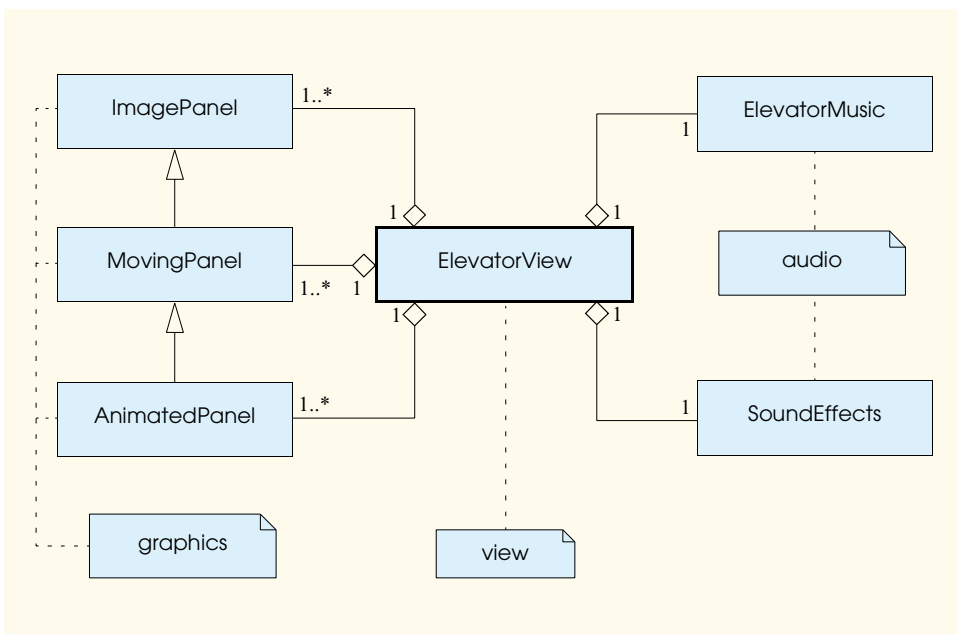 ImagePanel
1..*
ElevatorMusic
1
1
1
MovingPanel
1..*
1
ElevatorView
audio
1
1
AnimatedPanel
1..*
1
SoundEffects
graphics
view